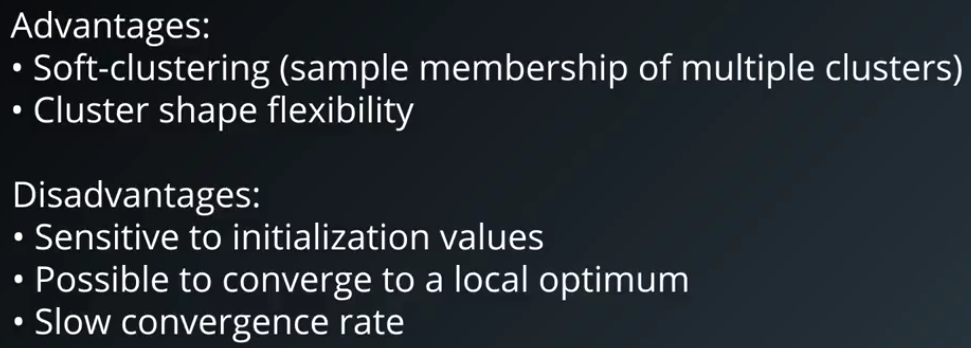 Advantages:
• Soft-clustering (sample membership of multiple clusters)
• Cluster shape flexibility
Disadvantages:
• Sensitive to initialization values
• Possible to converge to a local optimum
• Slow convergence rate